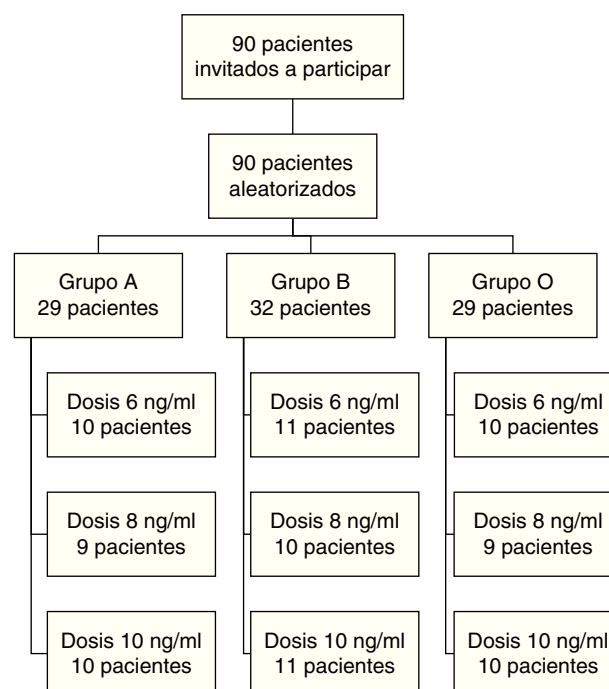 90 pacientes
invitados a participar
90 pacientes
aleatorizados
Grupo A
29 pacientes
Grupo B
32 pacientes
Grupo O
29 pacientes
Dosis 6 ng/ml
10 pacientes
Dosis 6 ng/ml
11 pacientes
Dosis 6 ng/ml
10 pacientes
Dosis 8 ng/ml
9 pacientes
Dosis 8 ng/ml
10 pacientes
Dosis 8 ng/ml
9 pacientes
Dosis 10 ng/ml
10 pacientes
Dosis 10 ng/ml
11 pacientes
Dosis 10 ng/ml
10 pacientes